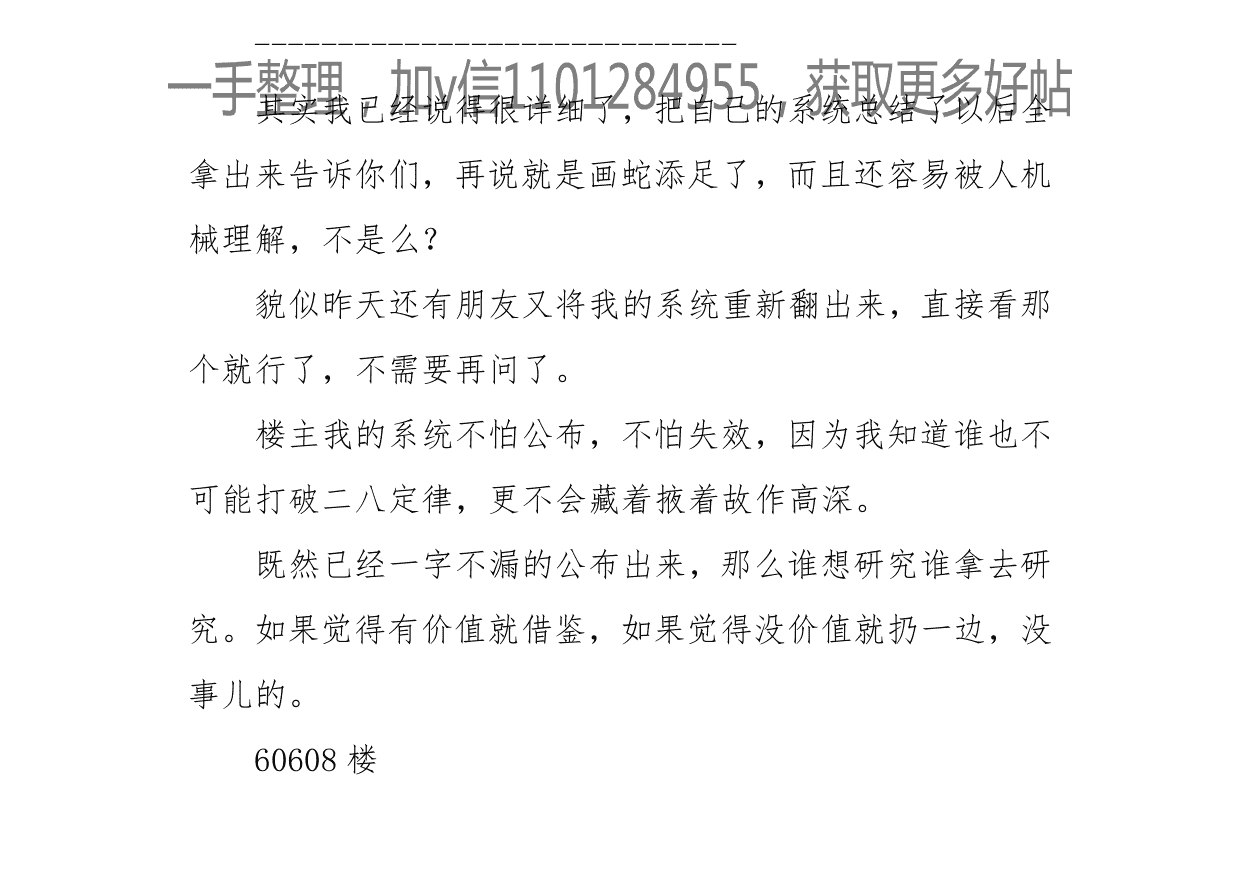 -----------------------------
一手整理，加v信1101284955，获取更多好帖
其实我已经说得很详细了，把自己的系统总结了以后全
拿出来告诉你们，再说就是画蛇添足了，而且还容易被人机
械理解，不是么？
貌似昨天还有朋友又将我的系统重新翻出来，直接看那
个就行了，不需要再问了。
楼主我的系统不怕公布，不怕失效，因为我知道谁也不
可能打破二八定律，更不会藏着掖着故作高深。
既然已经一字不漏的公布出来，那么谁想研究谁拿去研
究。如果觉得有价值就借鉴，如果觉得没价值就扔一边，没
事儿的。
60608 楼